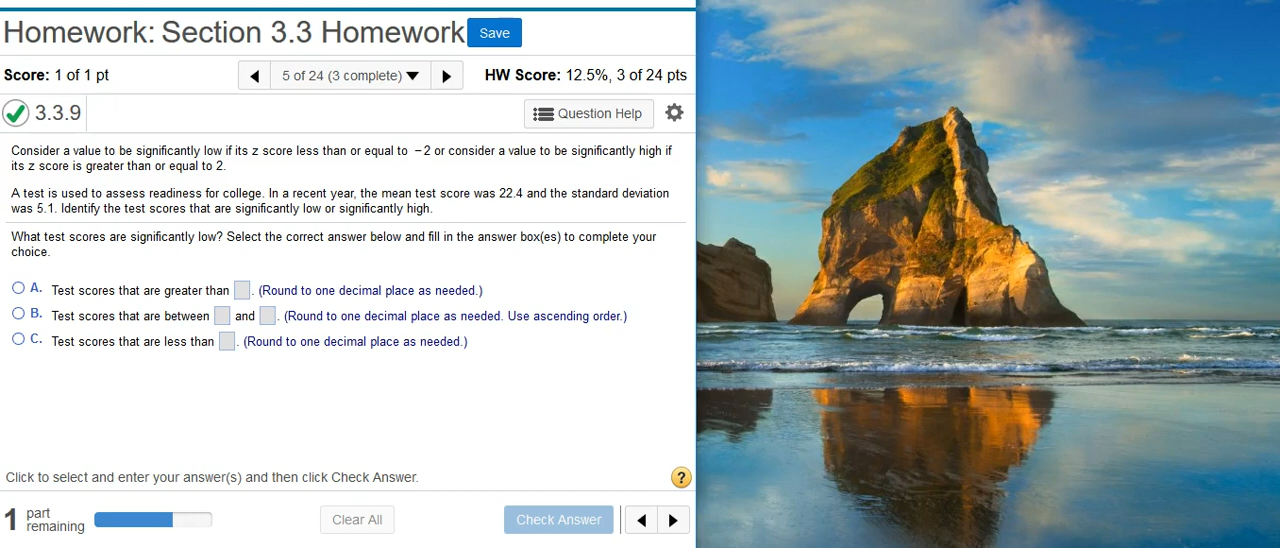 Homework: Section 3.3 Homework Save
Score: 1 of 1 pt 5 of 24 (3 complete) HW Score: 12.5%, 3 of 24 pts
3.3.9 Question Help
Consider a value to be significantly low if its z score less than or equal to −2 or consider a value to be significantly high if
its z score is greater than or equal to 2.
A test is used to assess readiness for college. In a recent year, the mean test score was 22.4 and the standard deviation
was 5.1. Identify the test scores that are significantly low or significantly high.
What test scores are significantly low? Select the correct answer below and fill in the answer box(es) to complete your
choice.
A. Test scores that are greater than . (Round to one decimal place as needed.)
B. Test scores that are between and . (Round to one decimal place as needed. Use ascending order.)
C. Test scores that are less than . (Round to one decimal place as needed.)
Click to select and enter your answer(s) and then click Check Answer. ?
1 part
remaining Clear All Check Answer